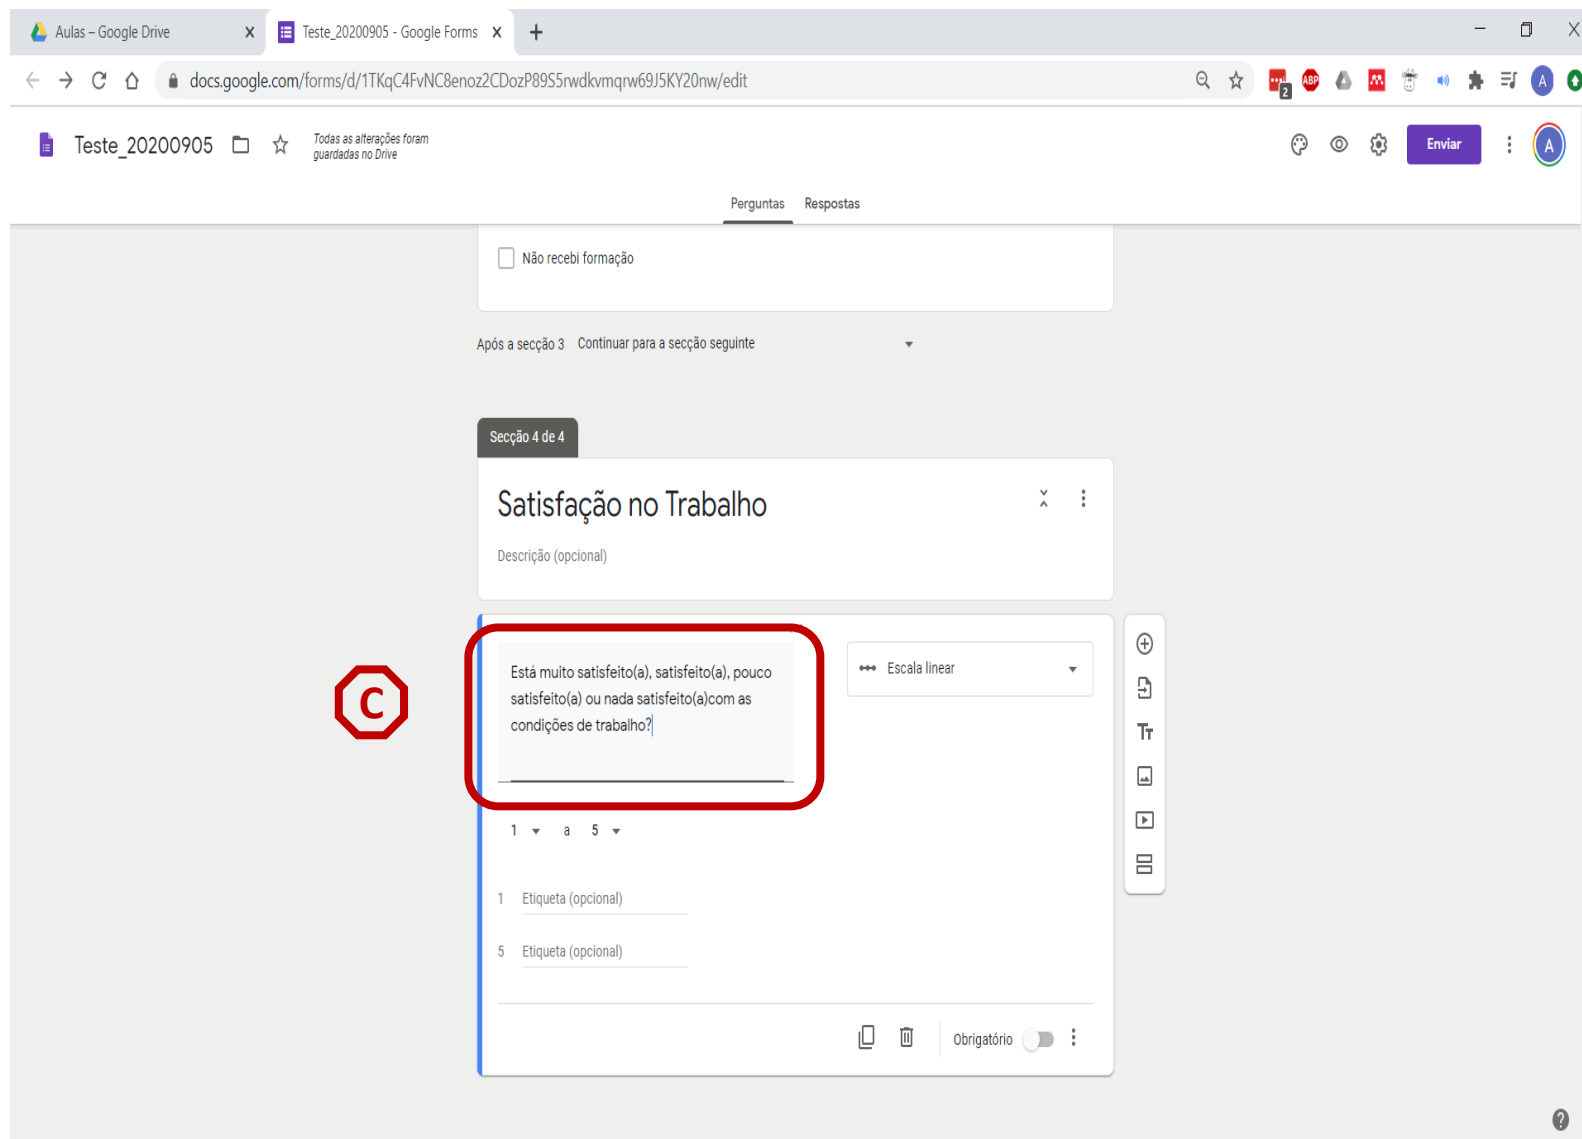 Aulas – Google Drive
Teste_20200905 - Google Forms
docs.google.com/forms/d/1TKqC4FvNC8enoz2CDozP89S5rwdkvmqrw69J5KY20nw/edit
2
ABP
A
Teste_20200905
Todas as alterações foram
guardadas no Drive
Enviar
A
Perguntas Respostas
Não recebi formação
Após a secção 3 Continuar para a secção seguinte
Secção 4 de 4
Satisfação no Trabalho
Descrição (opcional)
C
Está muito satisfeito(a), satisfeito(a), pouco
satisfeito(a) ou nada satisfeito(a)com as
condições de trabalho?
Escala linear
Tт
1 a 5
1 Etiqueta (opcional)
5 Etiqueta (opcional)
Obrigatório